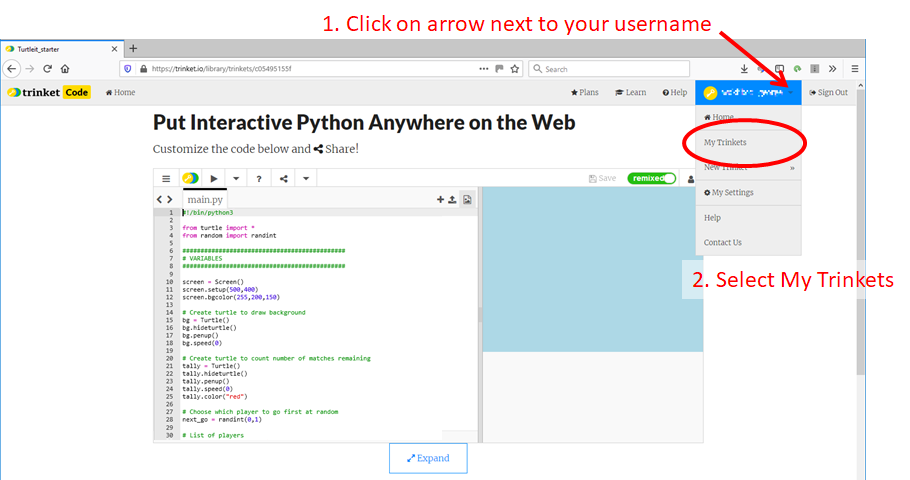 1. Click on arrow next to your username
Turtleit_starter
https://trinket.io/library/trinkets/c05495155f
Search
trinket Code
Home
Plans
Learn
Help
Sign Out
Put Interactive Python Anywhere on the Web
Customize the code below and Share!
Home
My Trinkets
New Trinket »
My Settings
Help
Contact Us
2. Select My Trinkets
?
Save
remixed
main.py
1 #!/bin/python3
2
3 from turtle import *
4 from random import randint
5
6 #############################################
7 # VARIABLES
8 #############################################
9
10 screen = Screen()
11 screen.setup(500,400)
12 screen.bgcolor(255,200,150)
13
14 # Create turtle to draw background
15 bg = Turtle()
16 bg.hideturtle()
17 bg.penup()
18 bg.speed(0)
19
20 # Create turtle to count number of matches remaining
21 tally = Turtle()
22 tally.hideturtle()
23 tally.penup()
24 tally.speed(0)
25 tally.color("red")
26
27 # Choose which player to go first at random
28 next_go = randint(0,1)
29
30 # List of players
Expand